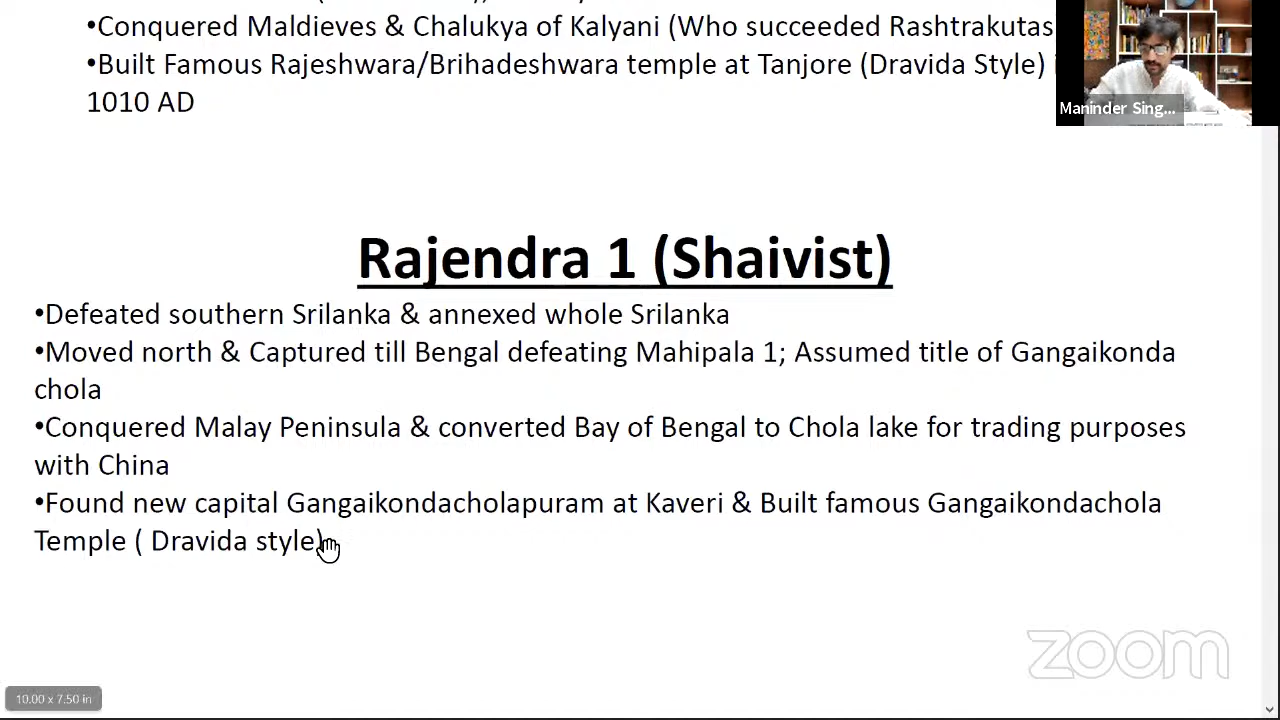 •Conquered Maldieves & Chalukya of Kalyani (Who succeeded Rashtrakutas
•Built Famous Rajeshwara/Brihadeshwara temple at Tanjore (Dravida Style)
1010 AD
Maninder Sing...
Rajendra 1 (Shaivist)
•Defeated southern Srilanka & annexed whole Srilanka
•Moved north & Captured till Bengal defeating Mahipala 1; Assumed title of Gangaikonda
chola
•Conquered Malay Peninsula & converted Bay of Bengal to Chola lake for trading purposes
with China
•Found new capital Gangaikondacholapuram at Kaveri & Built famous Gangaikondachola
Temple ( Dravida style)
zoom
10.00 x 7.50 in